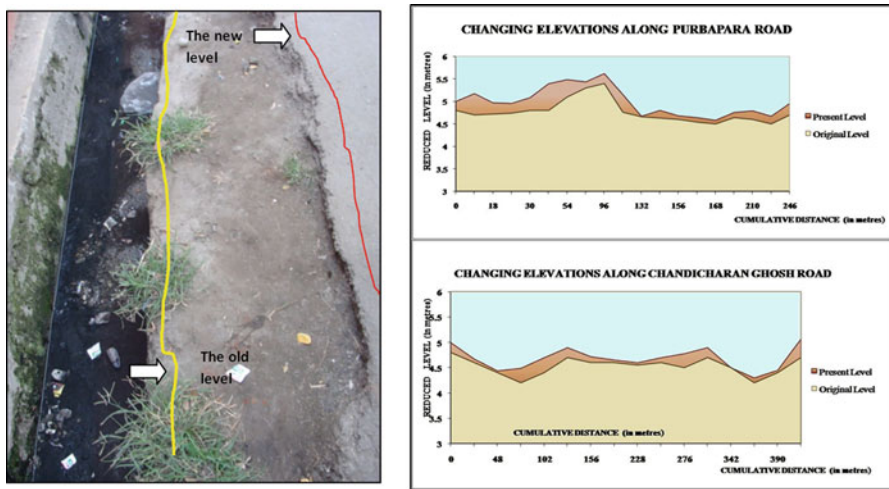 The new
level
The old
level
CHANGING ELEVATIONS ALONG PURBAPARA ROAD
REDUCED LEVEL (in metres)
6
5.5
5
4.5
4
3.5
3
0 18 30 54 96 132 156 168 210 246
CUMULATIVE DISTANCE (in metres)
Present Level
Original Level
CHANGING ELEVATIONS ALONG CHANDICHARAN GHOSH ROAD
REDUCED LEVEL (in metres)
6
5.5
5
4.5
4
3.5
3
CUMULATIVE DISTANCE (in metres)
0 48 102 156 228 276 342 390
CUMULATIVE DISTANCE (in metres)
Present Level
Original Level